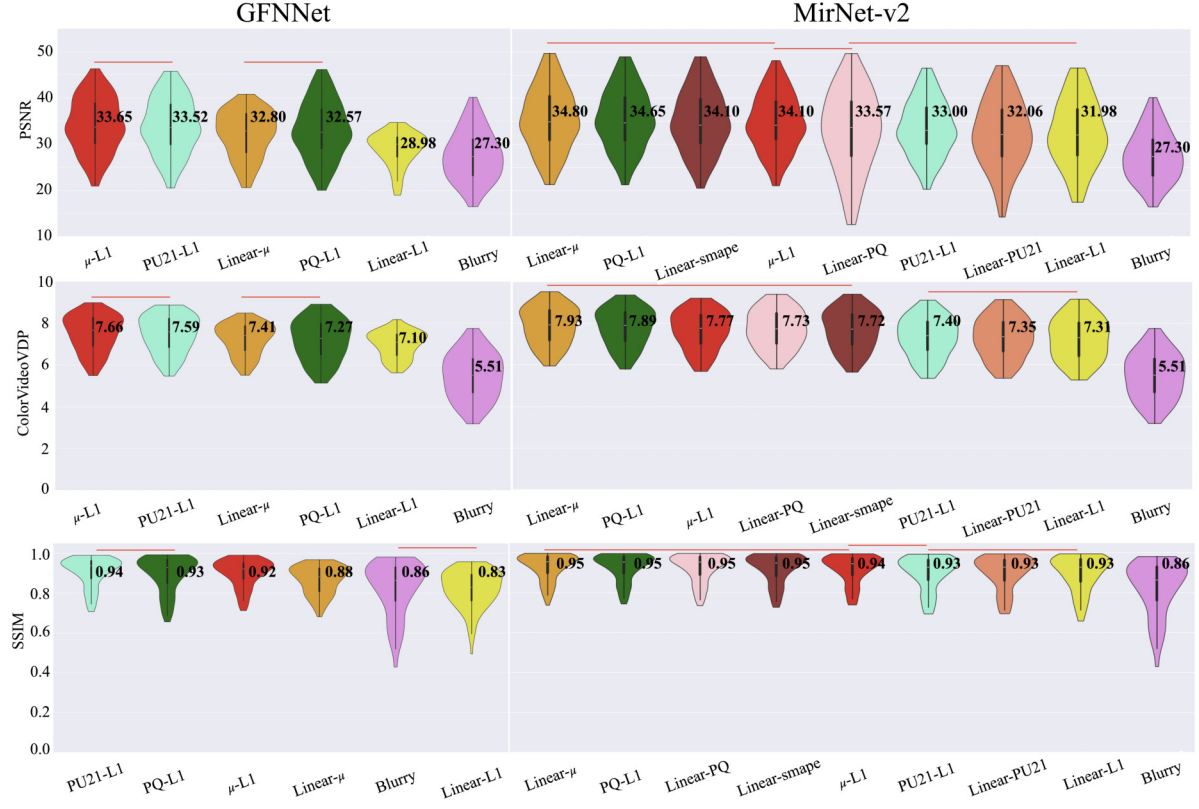 GFNNet MirNet-v2
PSNR
50
40
30
20
10
33.65 33.52 32.80 32.57 28.98 27.30 34.80 34.65 34.10 34.10 33.57 33.00 32.06 31.98 27.30
μ-L1 PU21-L1 Linear-μ PQ-L1 Linear-L1 Blurry Linear-μ PQ-L1 Linear-smape μ-L1 Linear-PQ PU21-L1 Linear-PU21 Linear-L1 Blurry
ColorVideoVDP
10
8
6
4
2
0
7.66 7.59 7.41 7.27 7.10 5.51 7.93 7.89 7.77 7.73 7.72 7.40 7.35 7.31 5.51
μ-L1 PU21-L1 Linear-μ PQ-L1 Linear-L1 Blurry Linear-μ PQ-L1 μ-L1 Linear-PQ Linear-smape PU21-L1 Linear-PU21 Linear-L1 Blurry
SSIM
1.0
0.8
0.6
0.4
0.2
0.0
0.94 0.93 0.92 0.88 0.86 0.83 0.95 0.95 0.95 0.95 0.94 0.93 0.93 0.93 0.86
PU21-L1 PQ-L1 μ-L1 Linear-μ Blurry Linear-L1 Linear-μ PQ-L1 Linear-PQ Linear-smape μ-L1 PU21-L1 Linear-PU21 Linear-L1 Blurry